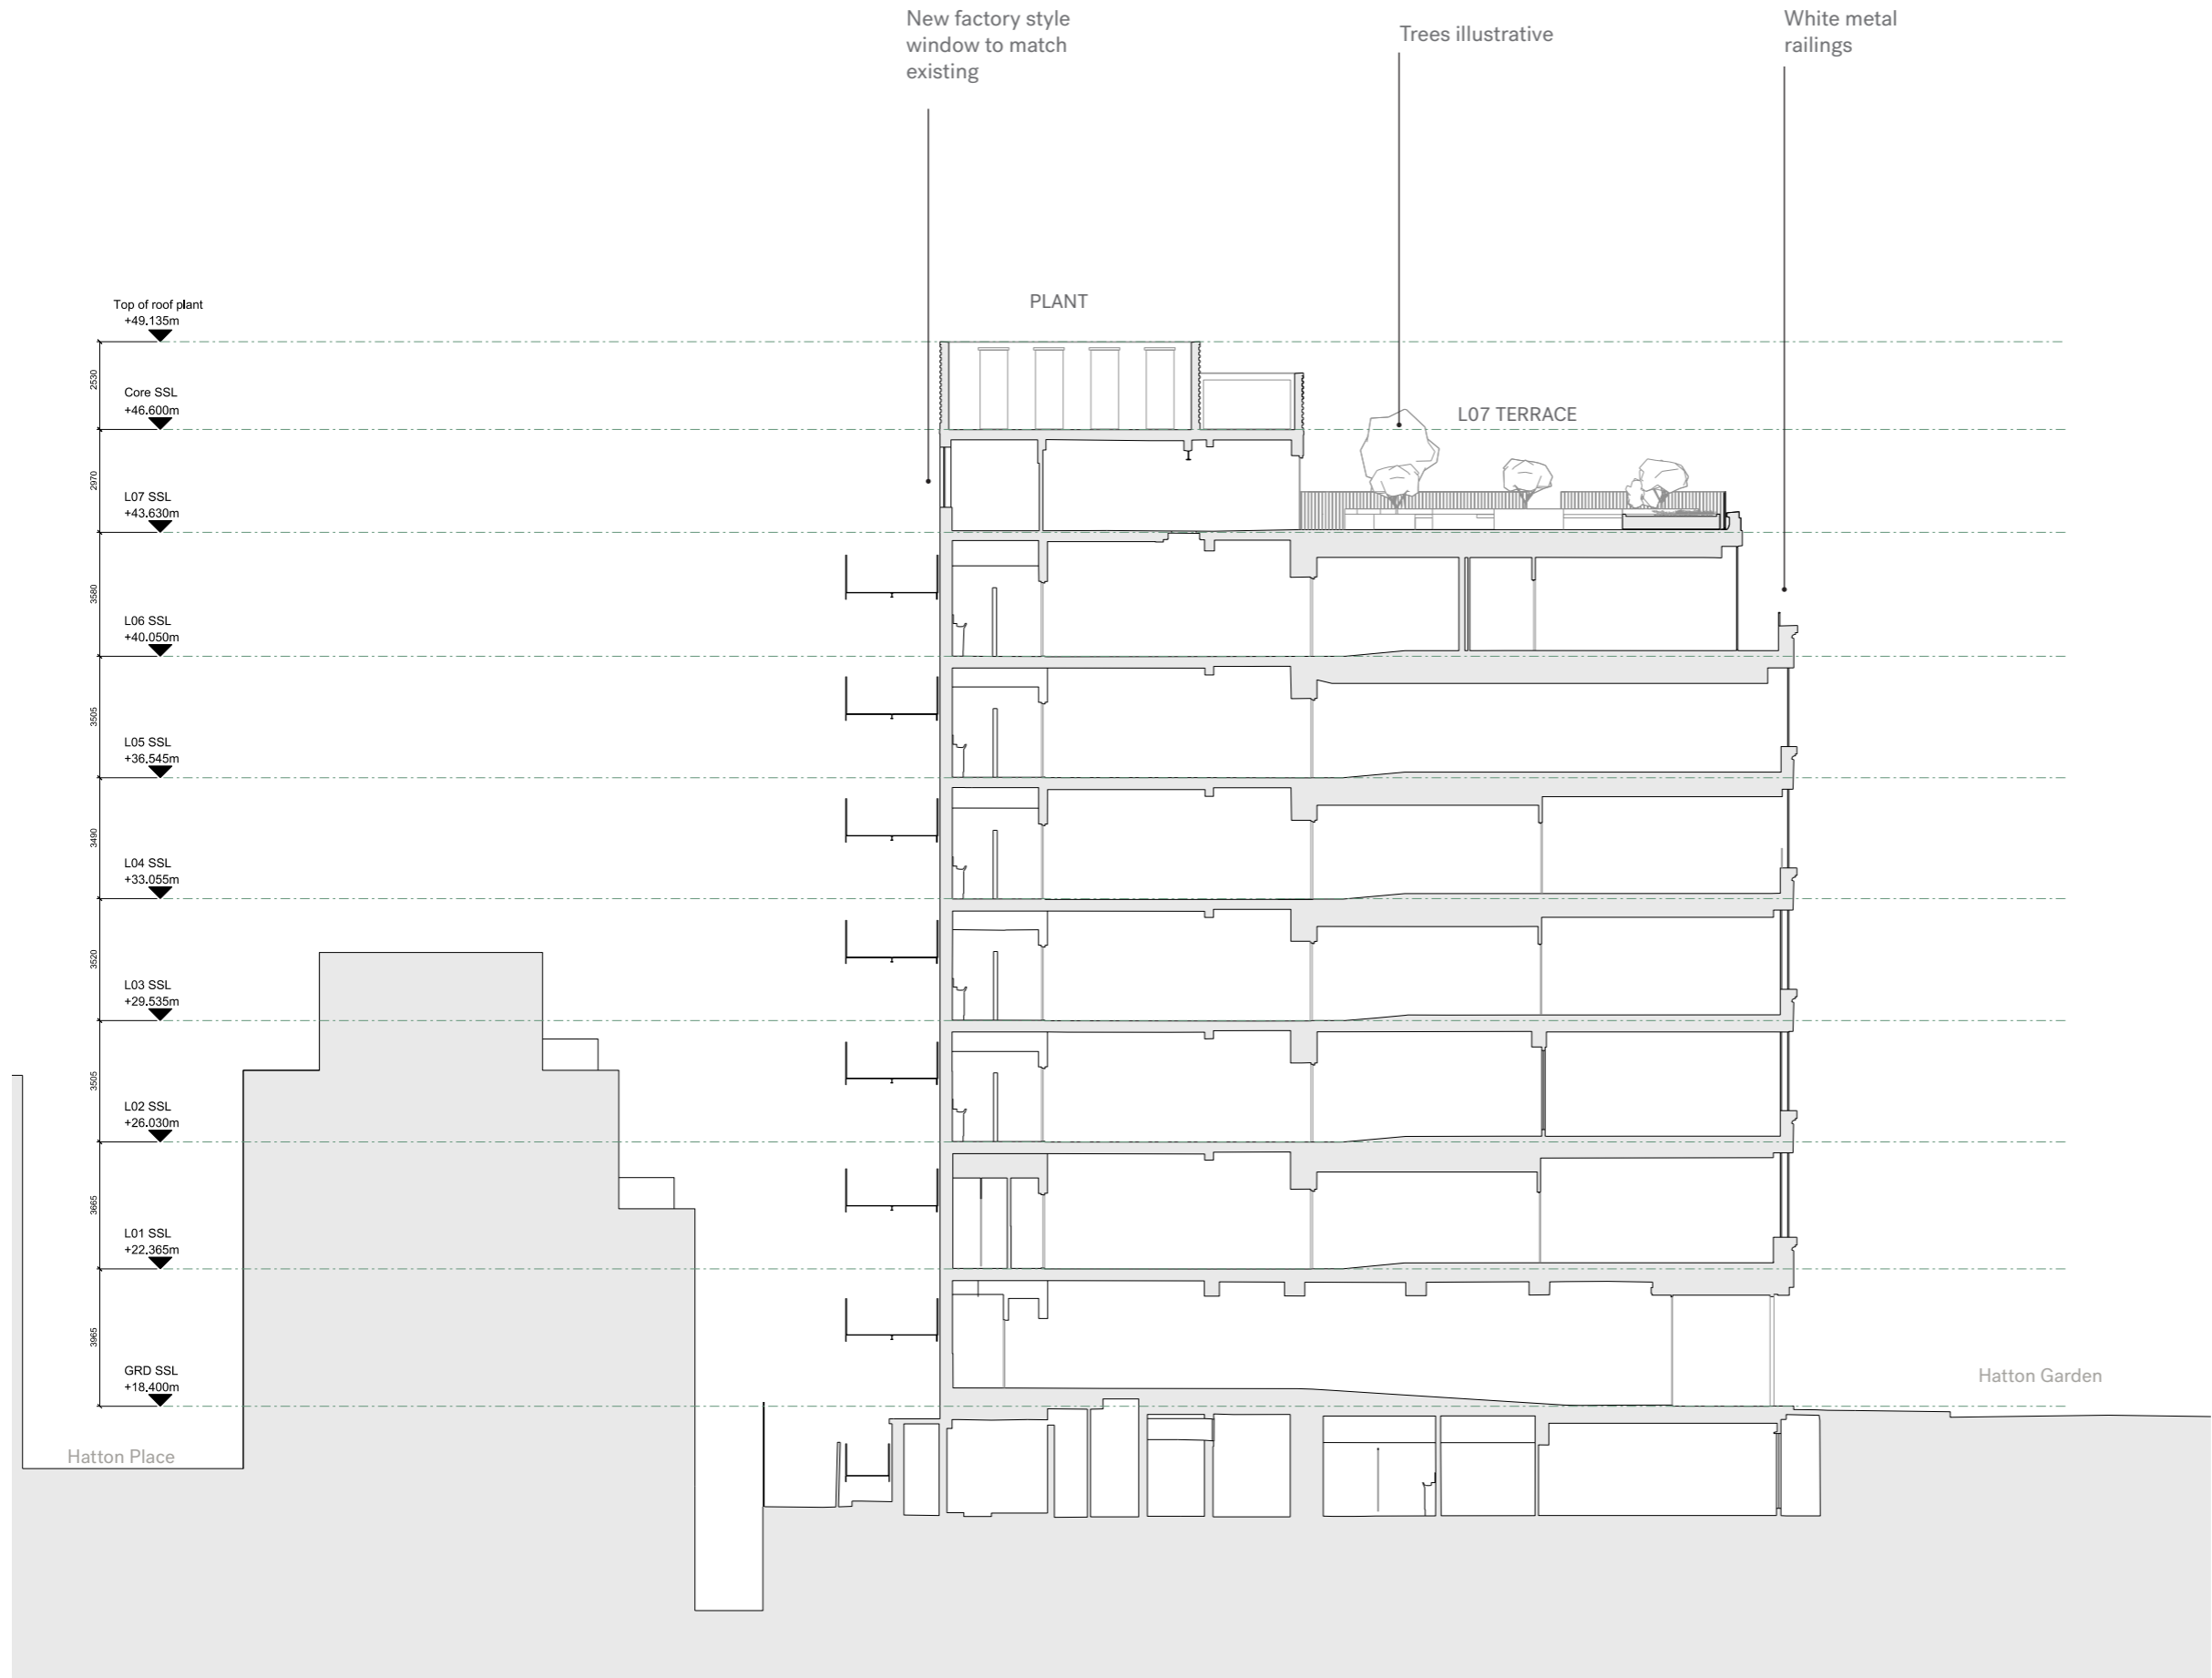 New factory style
window to match
existing
Trees illustrative
White metal
railings
PLANT
L07 TERRACE
Top of roof plant
+49.135m
2530
Core SSL
+46.600m
2970
L07 SSL
+43.630m
3580
L06 SSL
+40.050m
3505
L05 SSL
+36.545m
3490
L04 SSL
+33.055m
3520
L03 SSL
+29.535m
3505
L02 SSL
+26.030m
3665
L01 SSL
+22.365m
3965
GRD SSL
+18.400m
Hatton Garden
Hatton Place